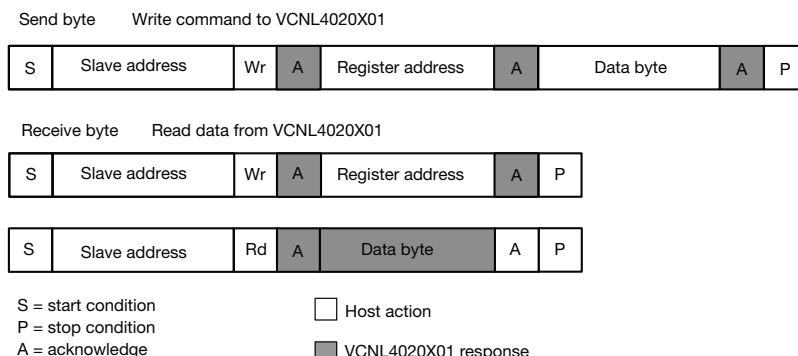 Send byte Write command to VCNL4020X01
S Slave address Wr A Register address A Data byte A P
Receive byte Read data from VCNL4020X01
S Slave address Wr A Register address A P
S Slave address Rd A Data byte A P
S = start condition
P = stop condition
A = acknowledge
Host action
VCNL4020X01 response